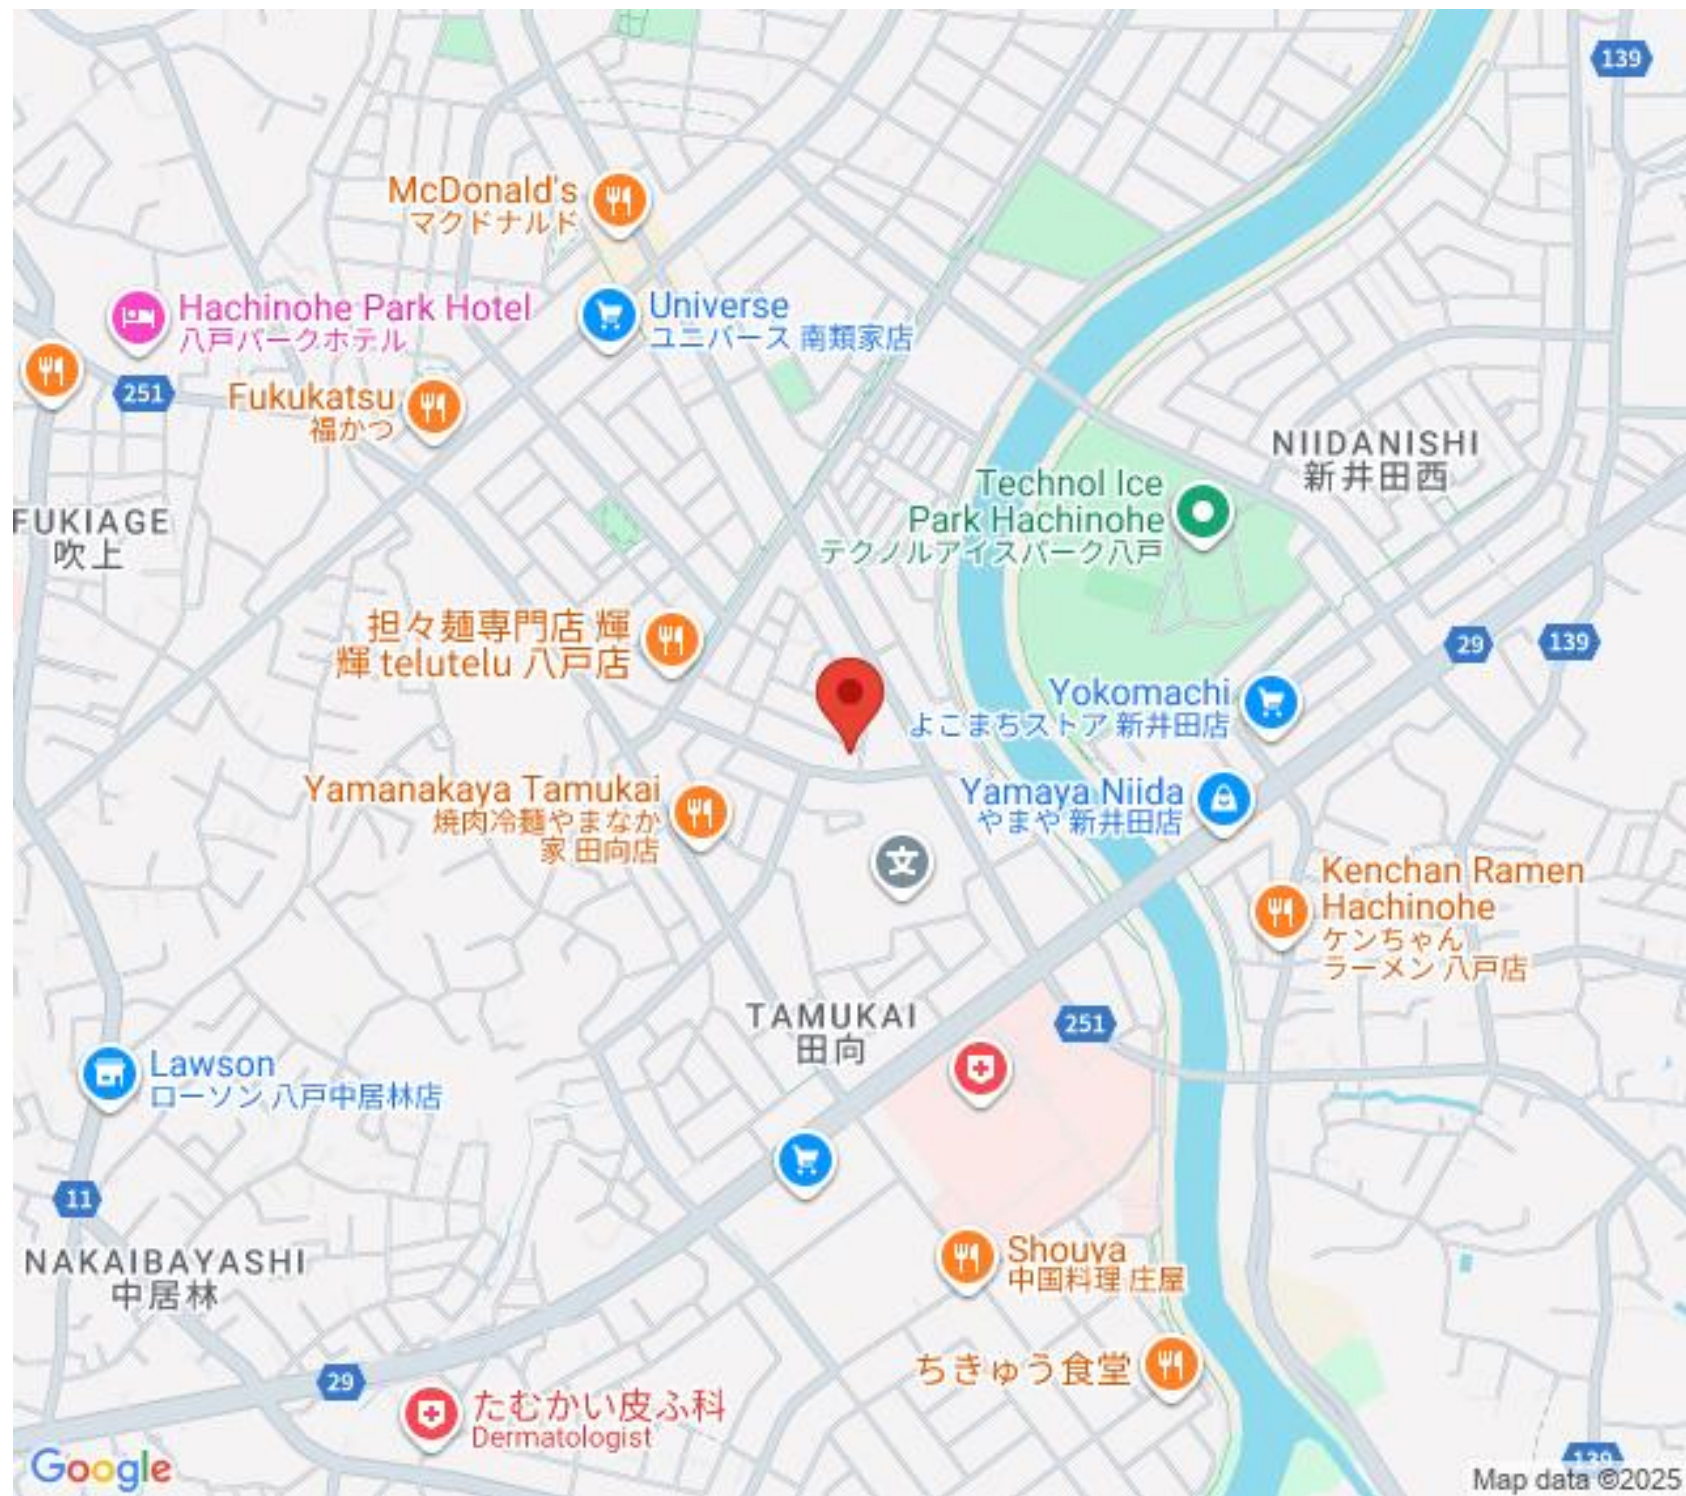 139
McDonald's
マクドナルド
Hachinohe Park Hotel
八戸パークホテル
Universe
ユニバース 南類家店
251
Fukukatsu
福かつ
NIIDANISHI
新井田西
Technol Ice
Park Hachinohe
テクノルアイスパーク八戸
FUKIAGE
吹上
担々麺専門店 輝
輝 telutelu 八戸店
29
139
Yokomachi
よこまちストア 新井田店
Yamanakaya Tamukai
焼肉冷麺やまなか
家 田向店
Yamaya Niida
やまや 新井田店
文
Kenchan Ramen
Hachinohe
ケンちゃん
ラーメン 八戸店
TAMUKAI
田向
251
Lawson
ローソン 八戸中居林店
11
NAKAIBAYASHI
中居林
Shouya
中国料理 庄屋
ちきゅう食堂
29
たむかい皮ふ科
Dermatologist
139
Google
Map data ©2025